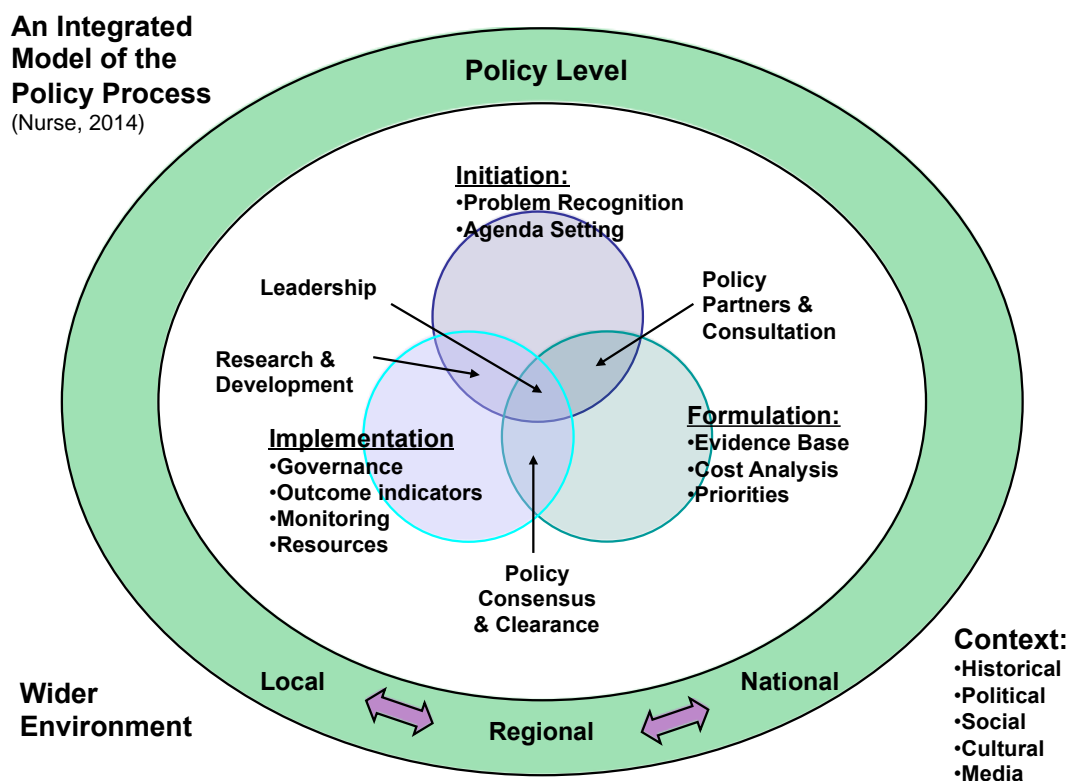 An Integrated
Model of the
Policy Process
(Nurse, 2014)
Policy Level
Initiation:
•Problem Recognition
•Agenda Setting
Leadership
Policy
Partners &
Consultation
Research &
Development
Implementation
•Governance
•Outcome indicators
•Monitoring
•Resources
Formulation:
•Evidence Base
•Cost Analysis
•Priorities
Policy
Consensus
& Clearance
Local
Regional
National
Wider
Environment
Context:
•Historical
•Political
•Social
•Cultural
•Media